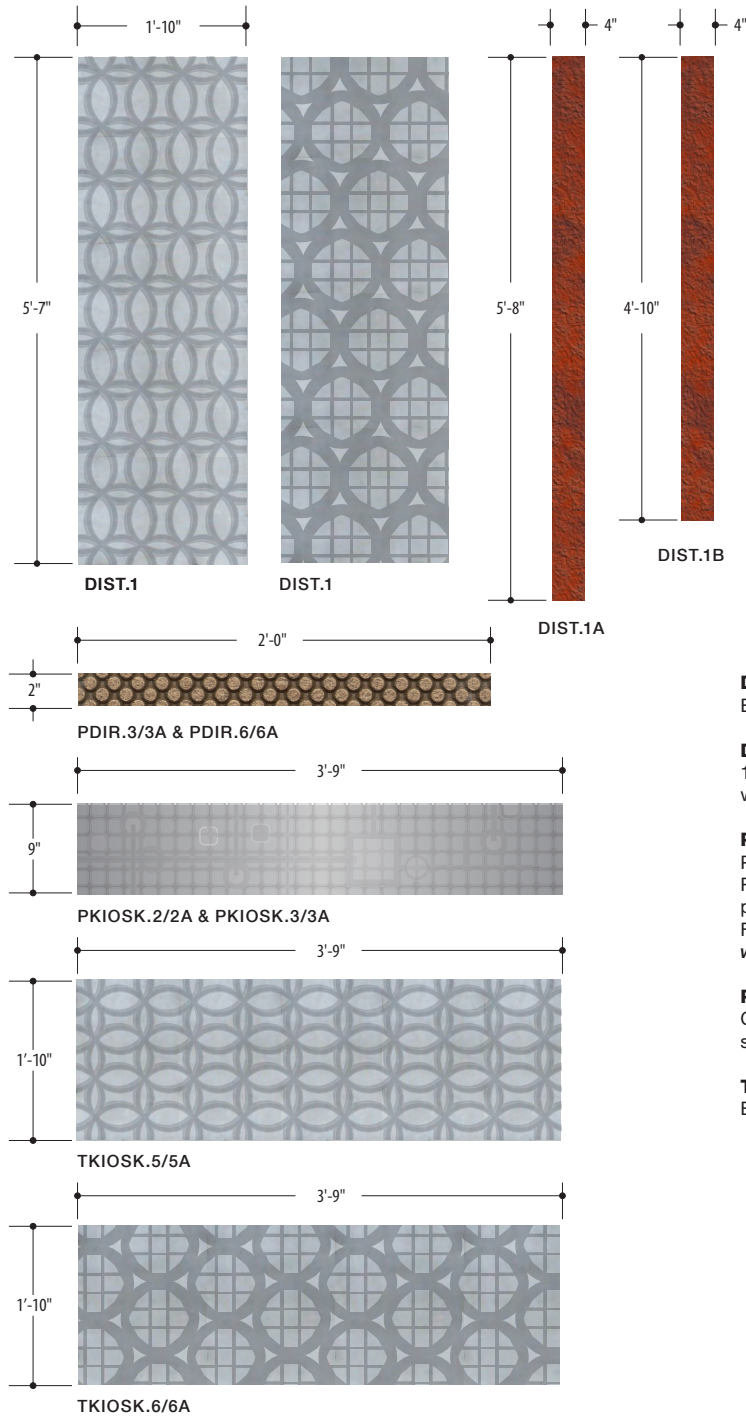 1'-10"
4"
4"
5'-7"
5'-8"
4'-10"
DIST.1
DIST.1
DIST.1B
DIST.1A
2'-0"
2"
PDIR.3/3A & PDIR.6/6A
3'-9"
9"
PKIOSK.2/2A & PKIOSK.3/3A
3'-9"
1'-10"
TKIOSK.5/5A
3'-9"
1'-10"
TKIOSK.6/6A